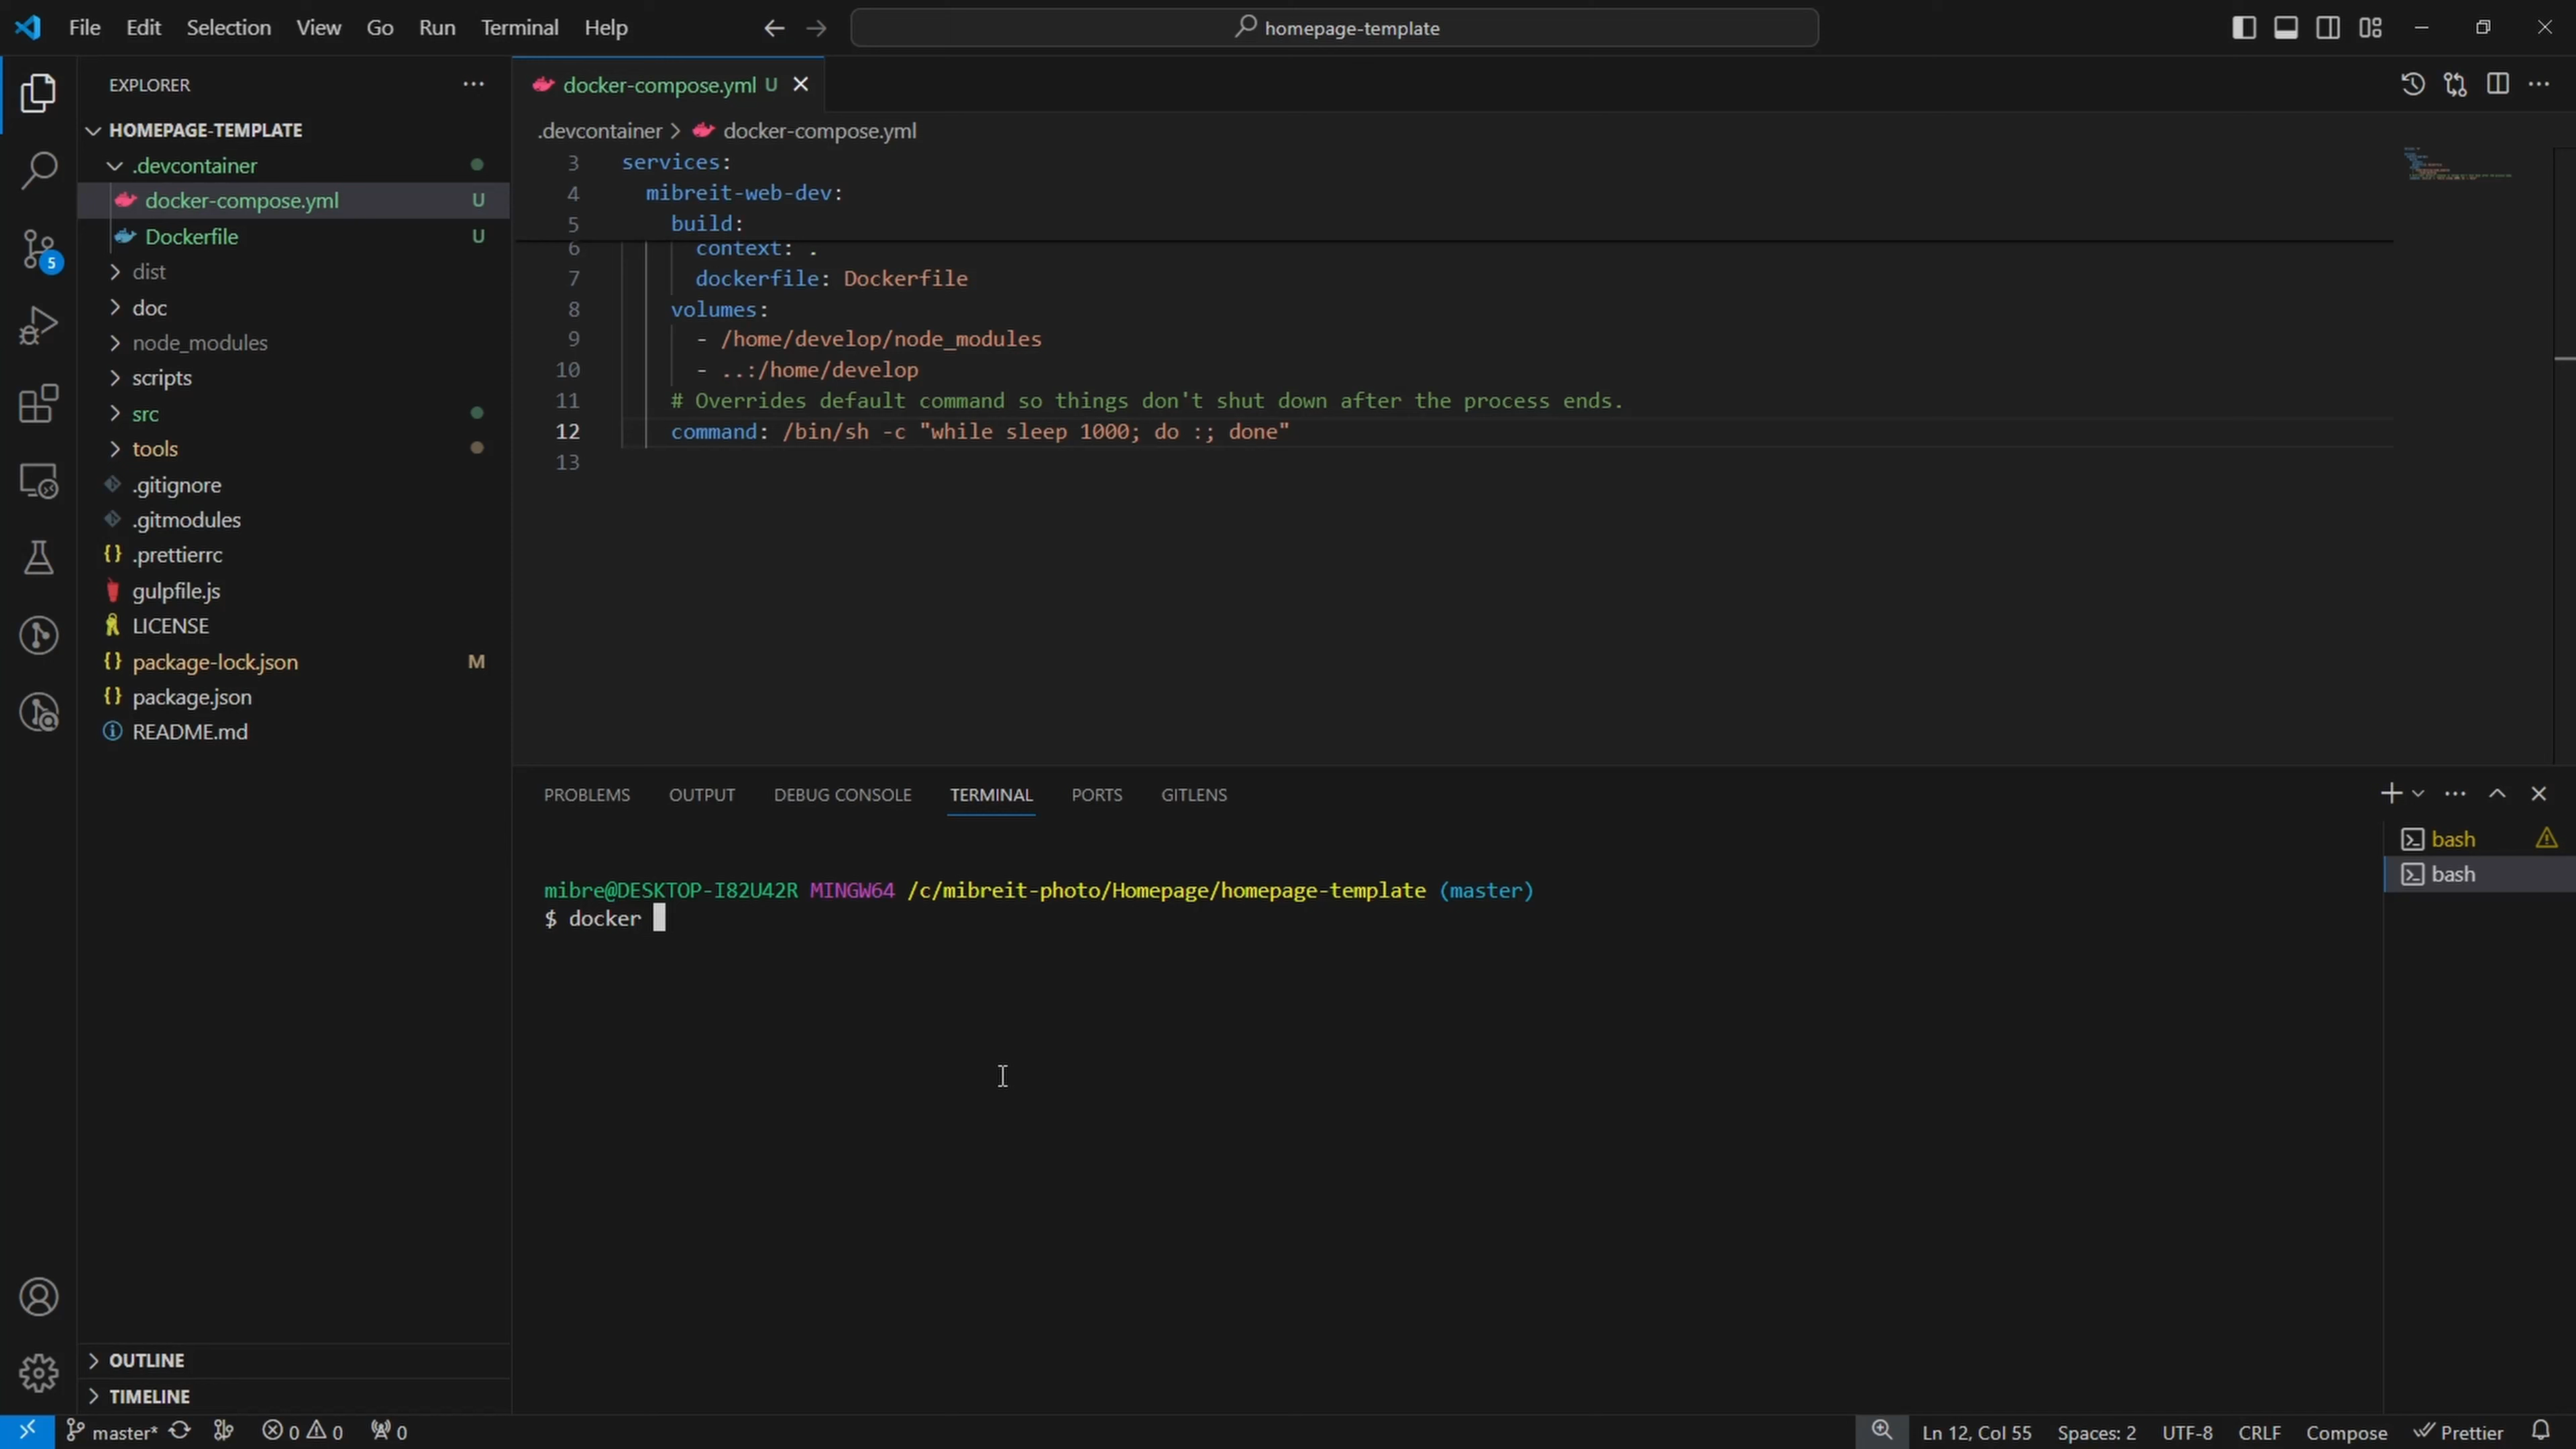 File Edit Selection View Go Run Terminal Help
homepage-template
EXPLORER
HOMEPAGE-TEMPLATE
.devcontainer
docker-compose.yml U
Dockerfile U
dist
doc
node_modules
scripts
src
tools
.gitignore
.gitmodules
{} .prettierrc
gulpfile.js
LICENSE
{} package-lock.json M
{} package.json
README.md
OUTLINE
TIMELINE
5
docker-compose.yml U
.devcontainer > docker-compose.yml
3 services:
4 mibreit-web-dev:
5 build:
6 context: .
7 dockerfile: Dockerfile
8 volumes:
9 - /home/develop/node_modules
10 - ..:/home/develop
11 # Overrides default command so things don't shut down after the process ends.
12 command: /bin/sh -c "while sleep 1000; do :; done"
13
PROBLEMS OUTPUT DEBUG CONSOLE TERMINAL PORTS GITLENS
bash
bash
mibre@DESKTOP-I82U42R MINGW64 /c/mibreit-photo/Homepage/homepage-template (master)
$ docker
master* 0 0 0 Ln 12, Col 55 Spaces: 2 UTF-8 CRLF Compose Prettier